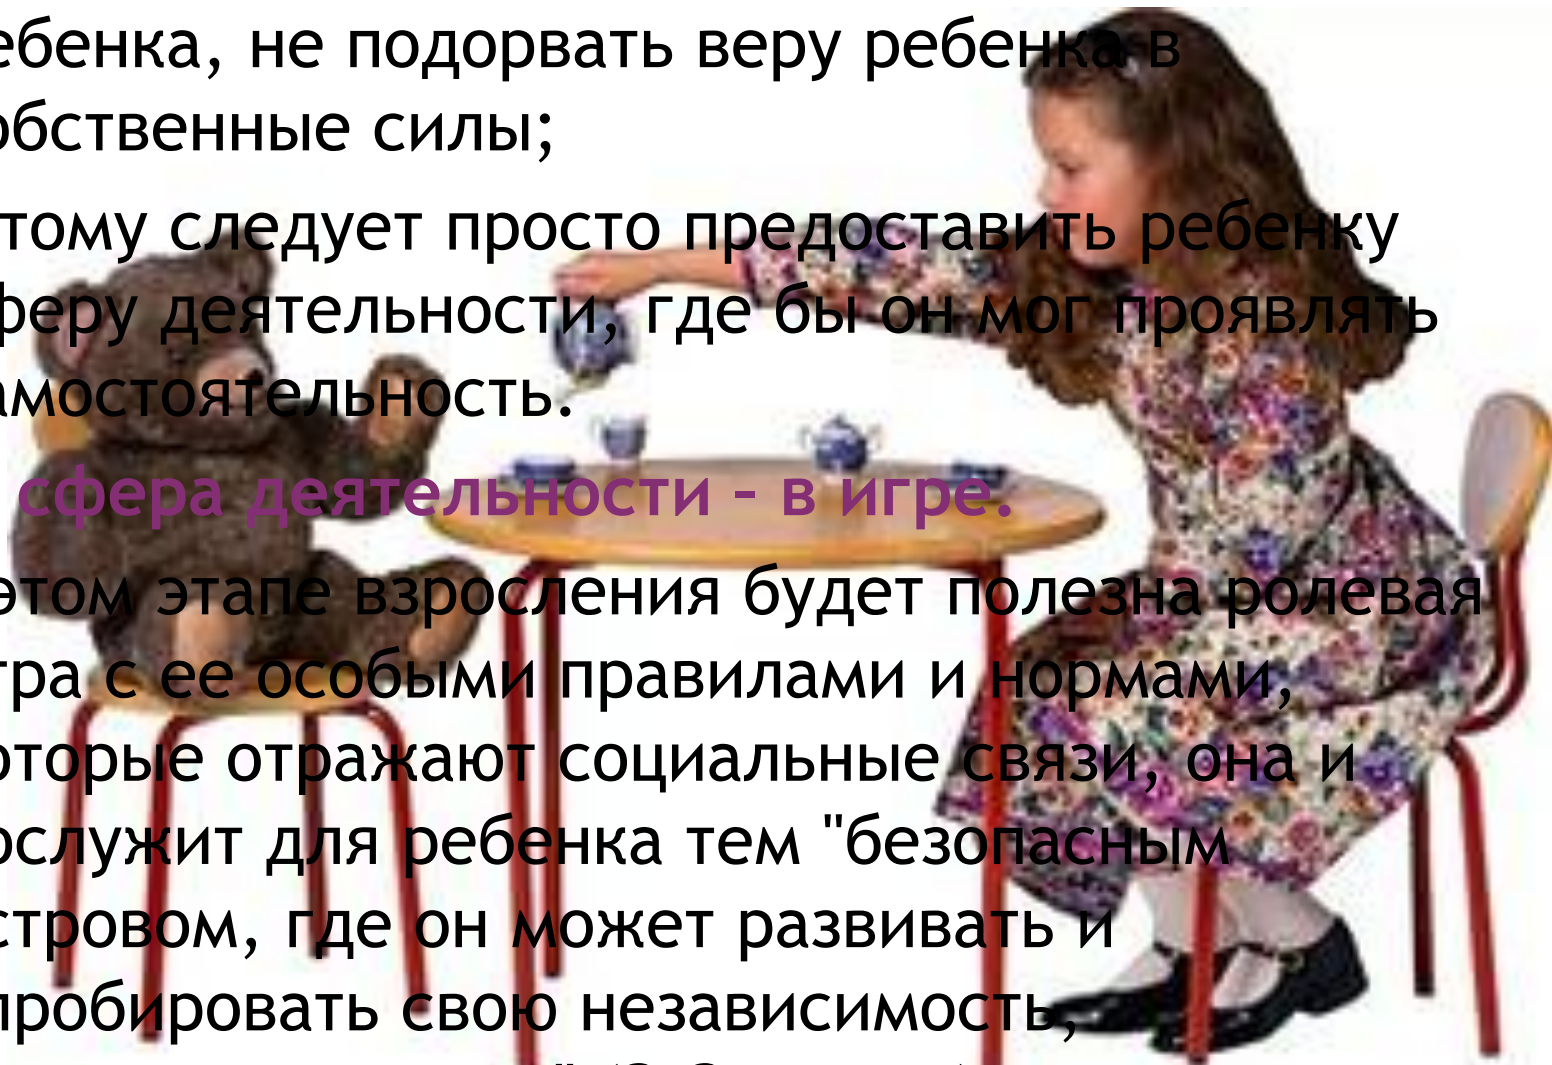 ебенка, не подорвать веру ребенка в
обственные силы;
тому следует просто предоставить ребенку
феру деятельности, где бы он мог проявлять
амостоятельность.
сфера деятельности - в игре.
этом этапе взросления будет полезна ролевая
гра с ее особыми правилами и нормами,
оторые отражают социальные связи, она и
ослужит для ребенка тем "безопасным
стровом, где он может развивать и
пробировать свою независимость,